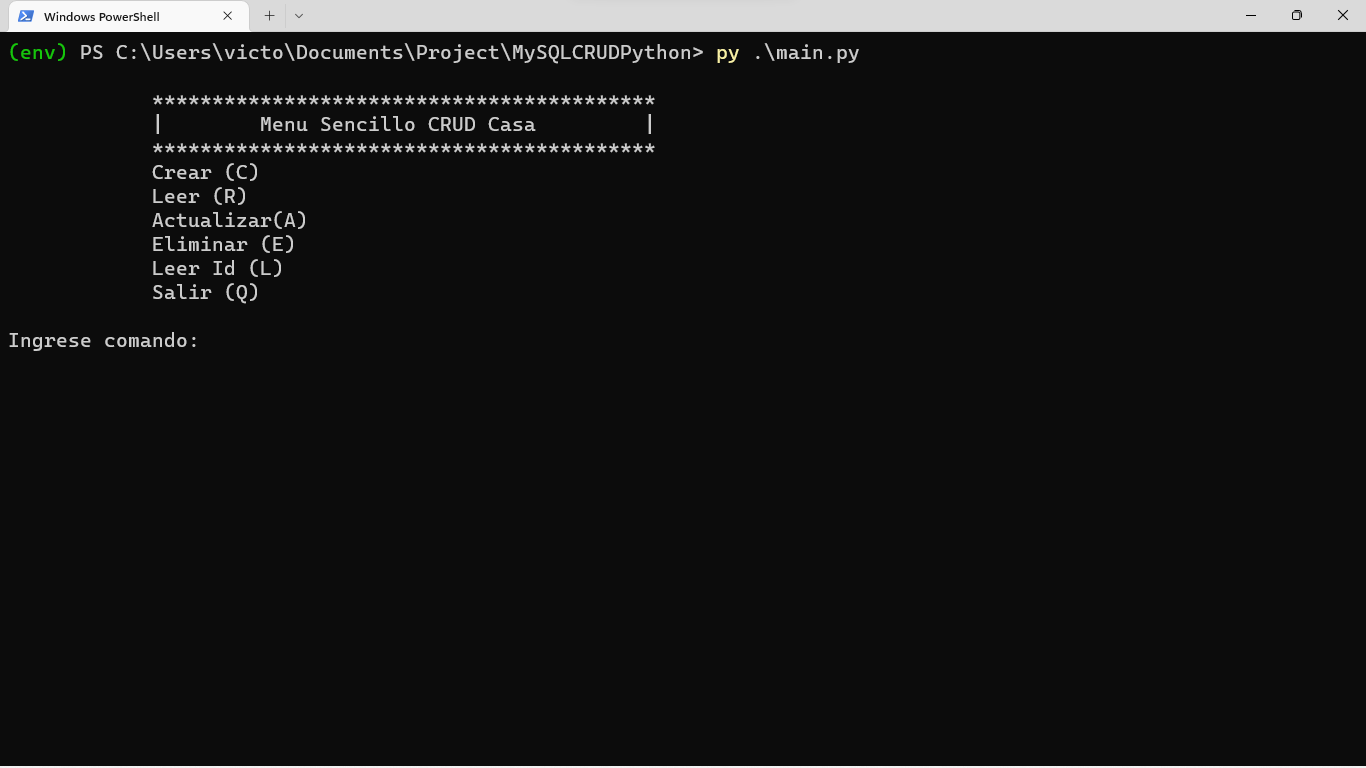 Windows PowerShell
(env) PS C:\Users\victo\Documents\Project\MySQLCRUDPython> py .\main.py
******************************************
|        Menu Sencillo CRUD Casa         |
******************************************
Crear (C)
Leer (R)
Actualizar(A)
Eliminar (E)
Leer Id (L)
Salir (Q)
Ingrese comando: